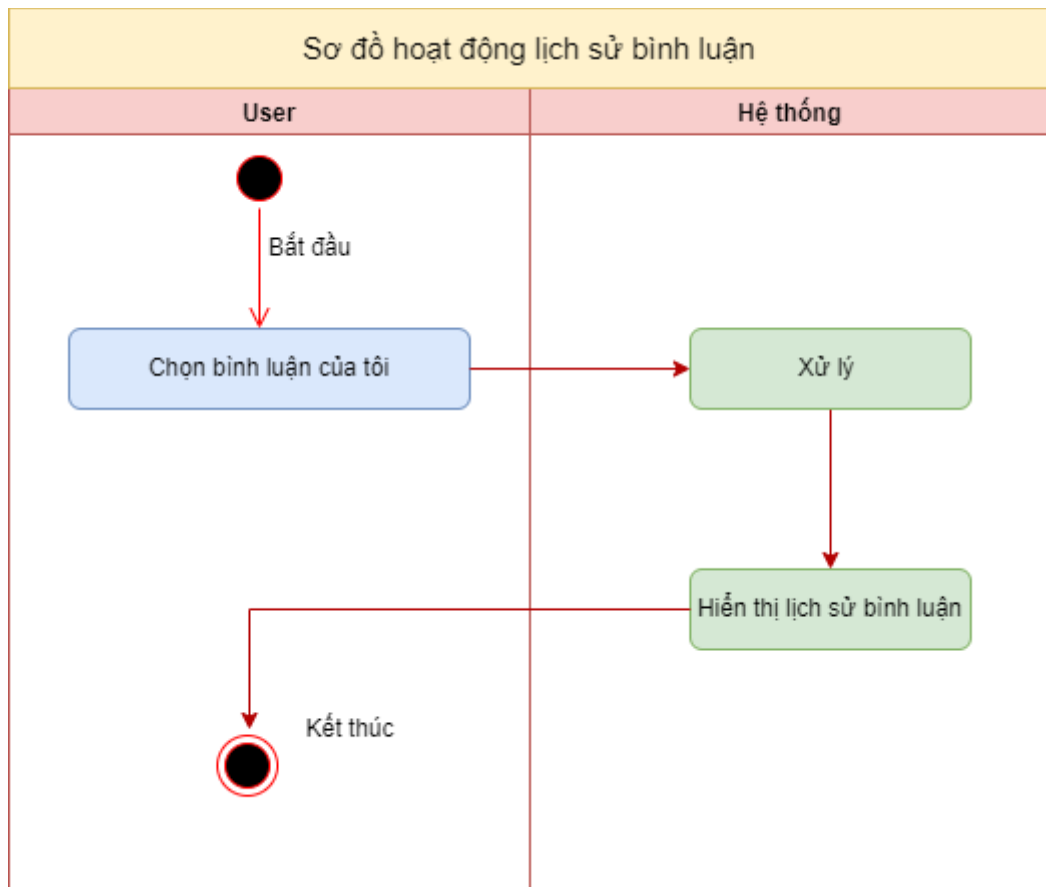 Sơ đồ hoạt động lịch sử bình luận
User
Hệ thống
Bắt đầu
Chọn bình luận của tôi
Xử lý
Hiển thị lịch sử bình luận
Kết thúc